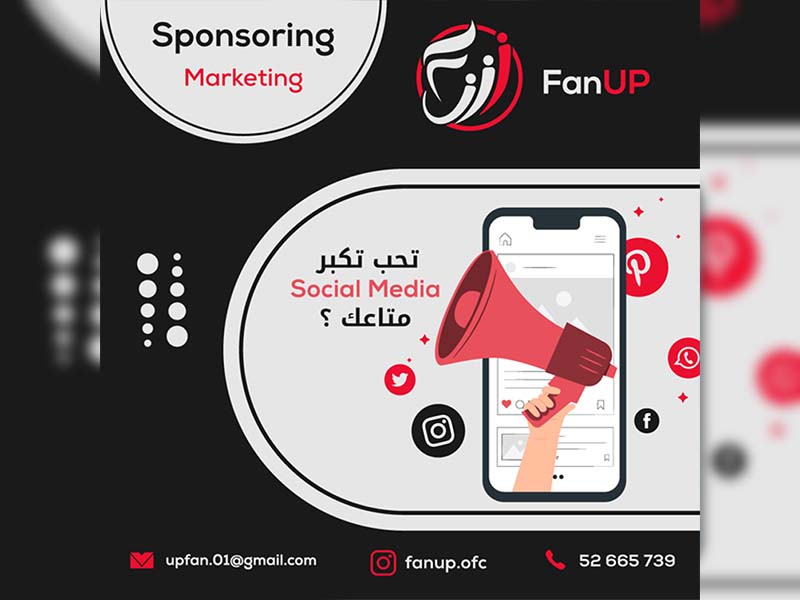 Sponsoring
Marketing
FanUP
تحب تكبر
Social Media
متاعك ؟
upfan.01@gmail.com
fanup.ofc
52 665 739